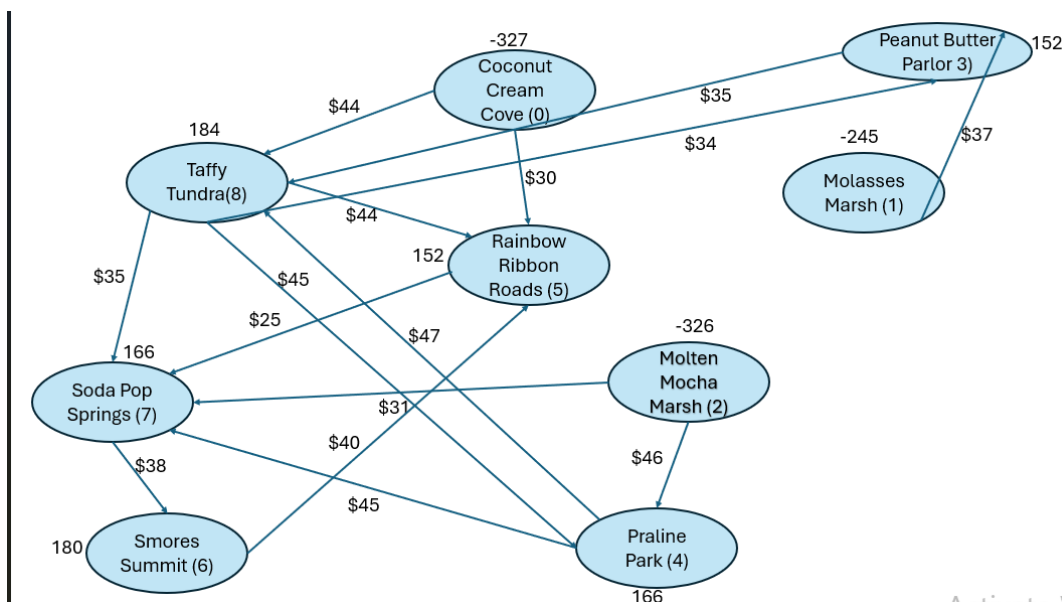 -327
Coconut
Cream
Cove (0)
Peanut Butter
Parlor 3)
152
$44
$35
184
$34
-245
$37
Taffy
Tundra(8)
$30
Molasses
Marsh (1)
$44
152
Rainbow
Ribbon
Roads (5)
$35
$45
$25
$47
-326
166
Molten
Mocha
Marsh (2)
Soda Pop
Springs (7)
$31
$40
$38
$46
$45
180
Smores
Summit (6)
Praline
Park (4)
166